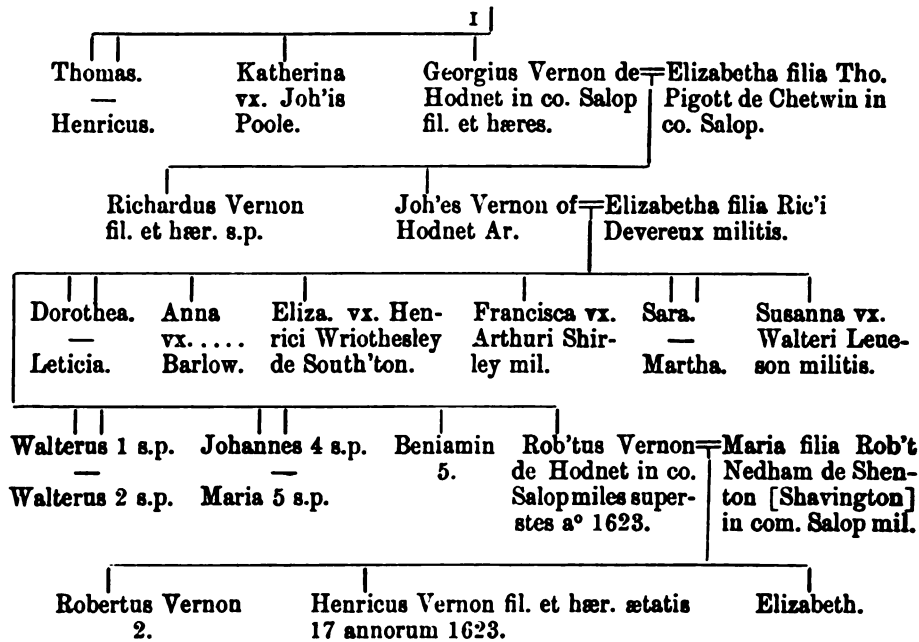 1
Thomas.
—
Henricus.
Katherina
vx. Joh'is
Poole.
Georgius Vernon de
Hodnet in co. Salop
fil. et hæres.
Elizabetha filia Tho.
Pigott de Chetwin in
co. Salop.
Richardus Vernon
fil. et hær. s.p.
Joh'es Vernon of
Hodnet Ar.
Elizabetha filia Ric'i
Devereux militis.
Dorothea.
—
Leticia.
Anna
vx. . . . .
Barlow.
Eliza. vx. Hen-
rici Wriothesley
de South'ton.
Francisca vx.
Arthuri Shir-
ley mil.
Sara.
—
Martha.
Susanna vx.
Walteri Leue-
son militis.
Walterus 1 s.p.
—
Walterus 2 s.p.
Johannes 4 s.p.
—
Maria 5 s.p.
Beniamin
5.
Rob'tus Vernon
de Hodnet in co.
Salop miles super-
stes aº 1623.
Maria filia Rob't
Nedham de Shen-
ton [Shavington]
in com. Salop mil.
Robertus Vernon
2.
Henricus Vernon fil. et hær. ætatis
17 annorum 1623.
Elizabeth.